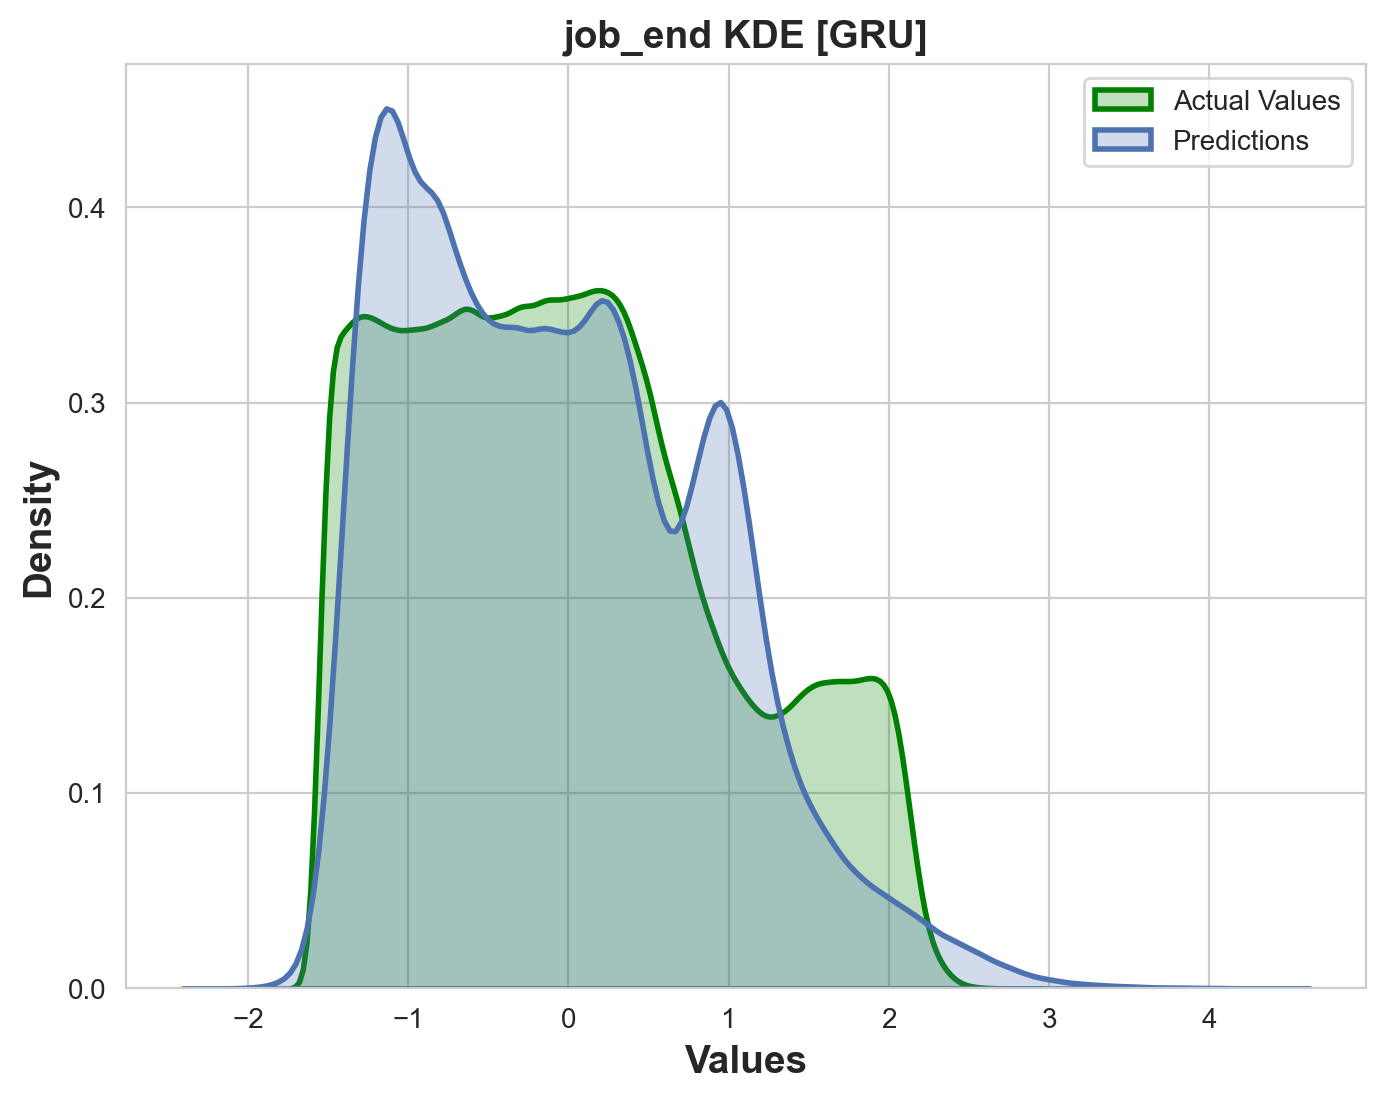 job_end KDE [GRU]
Actual Values
Predictions
Density
0.4
0.3
0.2
0.1
0.0
−2 −1 0 1 2 3 4
Values